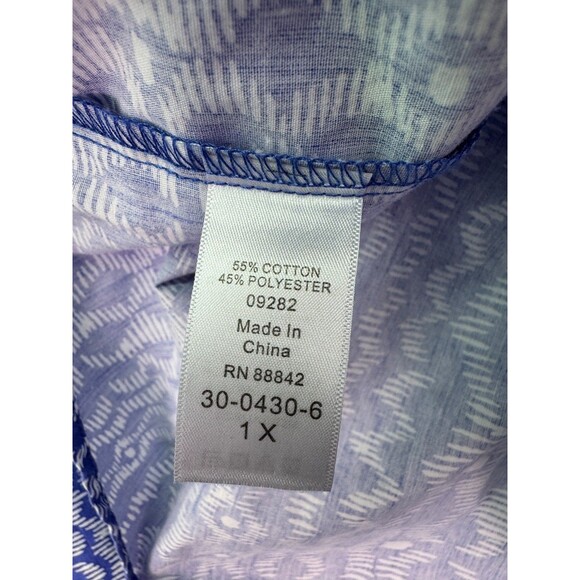 55% COTTON
45% POLYESTER
09282
Made In
China
RN 88842
30-0430-6
1 X